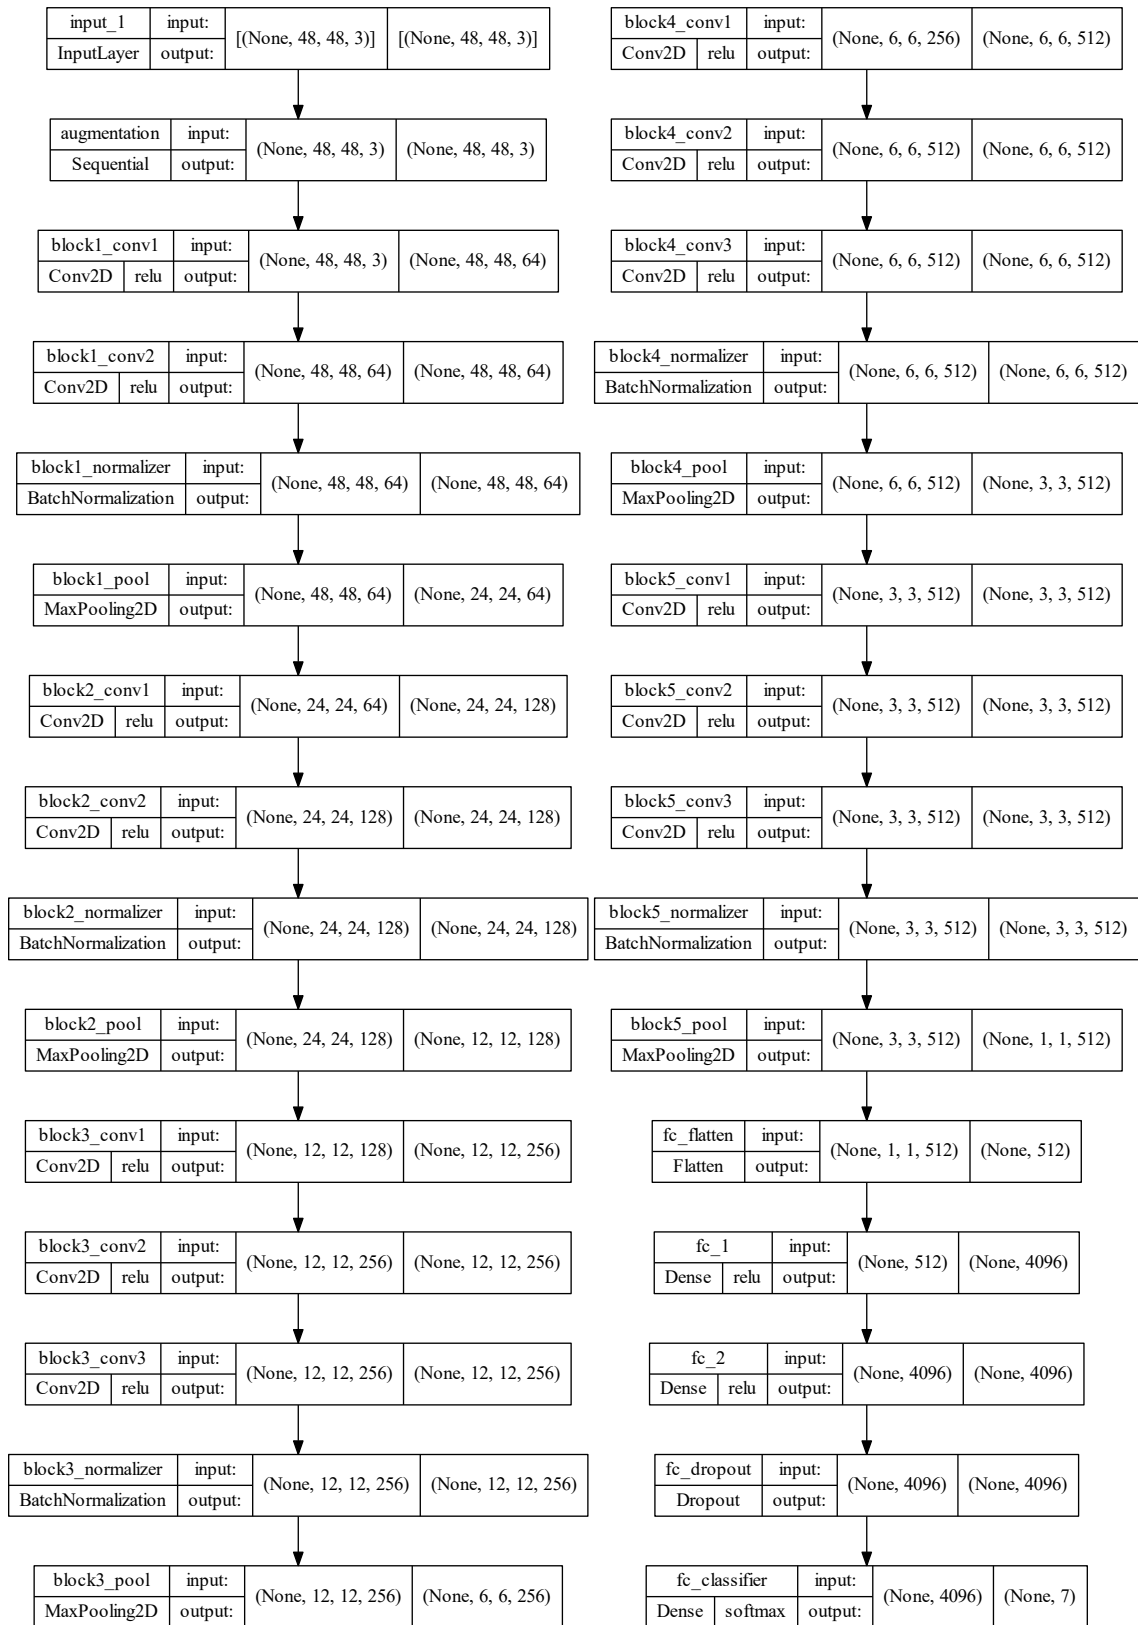 input_1 input: [(None, 48, 48, 3)] [(None, 48, 48, 3)]
InputLayer output:
augmentation input: (None, 48, 48, 3) (None, 48, 48, 3)
Sequential output:
block1_conv1 input: (None, 48, 48, 3) (None, 48, 48, 64)
Conv2D relu output:
block1_conv2 input: (None, 48, 48, 64) (None, 48, 48, 64)
Conv2D relu output:
block1_normalizer input: (None, 48, 48, 64) (None, 48, 48, 64)
BatchNormalization output:
block1_pool input: (None, 48, 48, 64) (None, 24, 24, 64)
MaxPooling2D output:
block2_conv1 input: (None, 24, 24, 64) (None, 24, 24, 128)
Conv2D relu output:
block2_conv2 input: (None, 24, 24, 128) (None, 24, 24, 128)
Conv2D relu output:
block2_normalizer input: (None, 24, 24, 128) (None, 24, 24, 128)
BatchNormalization output:
block2_pool input: (None, 24, 24, 128) (None, 12, 12, 128)
MaxPooling2D output:
block3_conv1 input: (None, 12, 12, 128) (None, 12, 12, 256)
Conv2D relu output:
block3_conv2 input: (None, 12, 12, 256) (None, 12, 12, 256)
Conv2D relu output:
block3_conv3 input: (None, 12, 12, 256) (None, 12, 12, 256)
Conv2D relu output:
block3_normalizer input: (None, 12, 12, 256) (None, 12, 12, 256)
BatchNormalization output:
block3_pool input: (None, 12, 12, 256) (None, 6, 6, 256)
MaxPooling2D output:
block4_conv1 input: (None, 6, 6, 256) (None, 6, 6, 512)
Conv2D relu output:
block4_conv2 input: (None, 6, 6, 512) (None, 6, 6, 512)
Conv2D relu output:
block4_conv3 input: (None, 6, 6, 512) (None, 6, 6, 512)
Conv2D relu output:
block4_normalizer input: (None, 6, 6, 512) (None, 6, 6, 512)
BatchNormalization output:
block4_pool input: (None, 6, 6, 512) (None, 3, 3, 512)
MaxPooling2D output:
block5_conv1 input: (None, 3, 3, 512) (None, 3, 3, 512)
Conv2D relu output:
block5_conv2 input: (None, 3, 3, 512) (None, 3, 3, 512)
Conv2D relu output:
block5_conv3 input: (None, 3, 3, 512) (None, 3, 3, 512)
Conv2D relu output:
block5_normalizer input: (None, 3, 3, 512) (None, 3, 3, 512)
BatchNormalization output:
block5_pool input: (None, 3, 3, 512) (None, 1, 1, 512)
MaxPooling2D output:
fc_flatten input: (None, 1, 1, 512) (None, 512)
Flatten output:
fc_1 input: (None, 512) (None, 4096)
Dense relu output:
fc_2 input: (None, 4096) (None, 4096)
Dense relu output:
fc_dropout input: (None, 4096) (None, 4096)
Dropout output:
fc_classifier input: (None, 4096) (None, 7)
Dense softmax output: